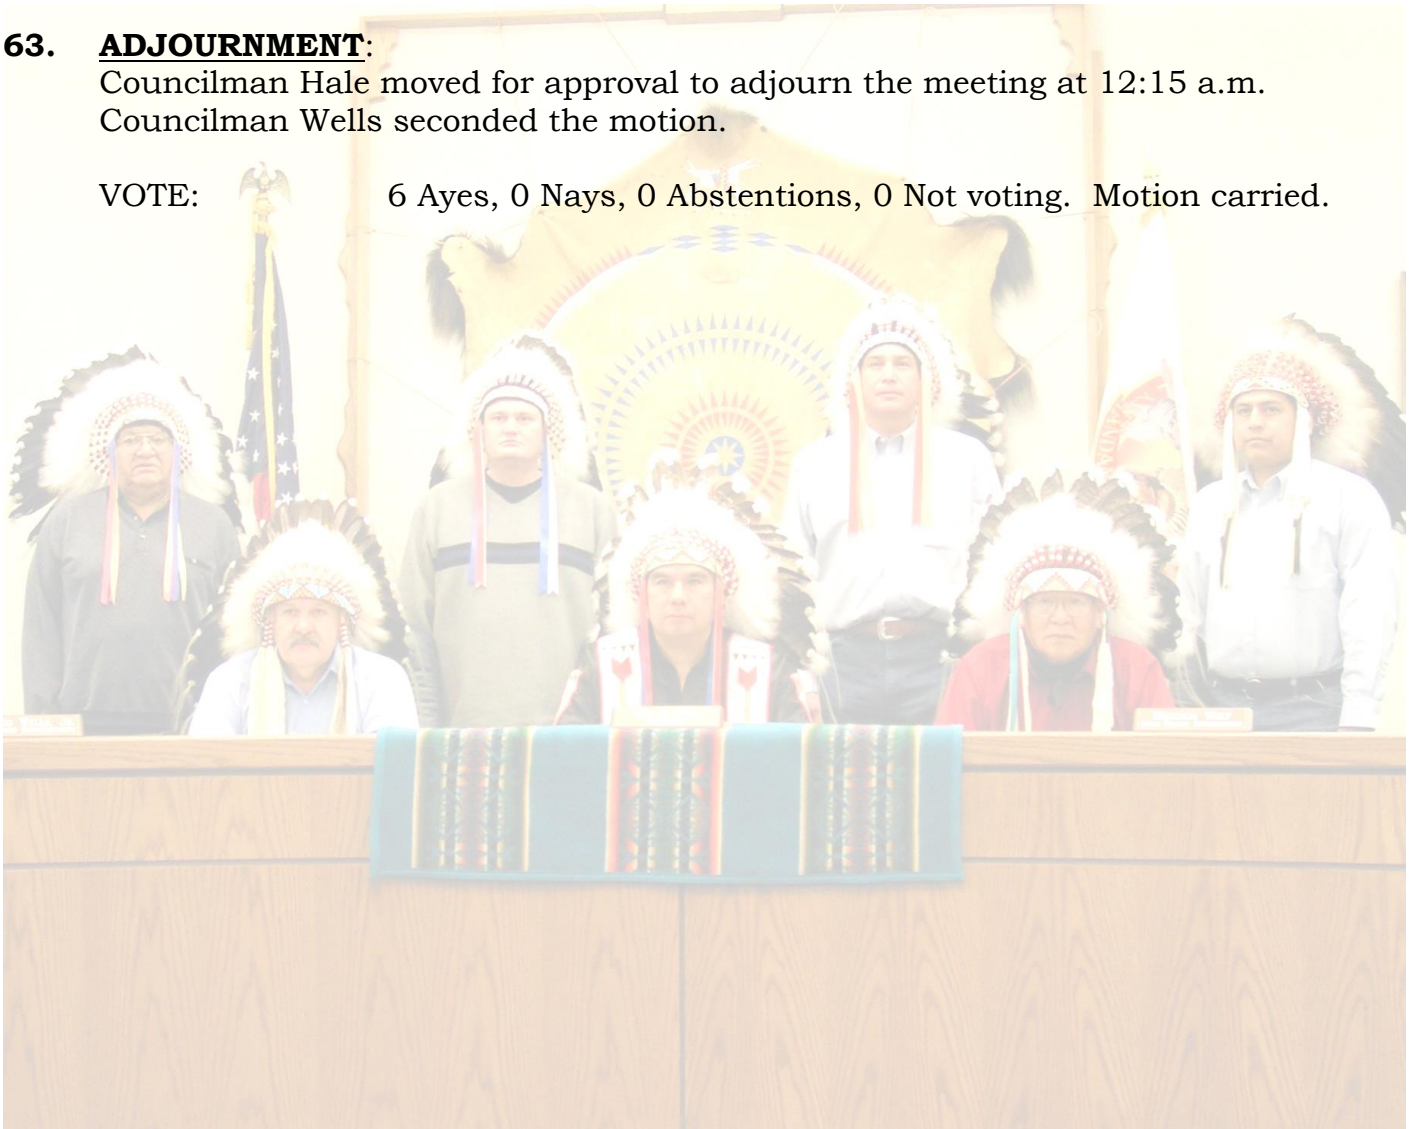 63. ADJOURNMENT:
Councilman Hale moved for approval to adjourn the meeting at 12:15 a.m.
Councilman Wells seconded the motion.
VOTE: 6 Ayes, 0 Nays, 0 Abstentions, 0 Not voting. Motion carried.